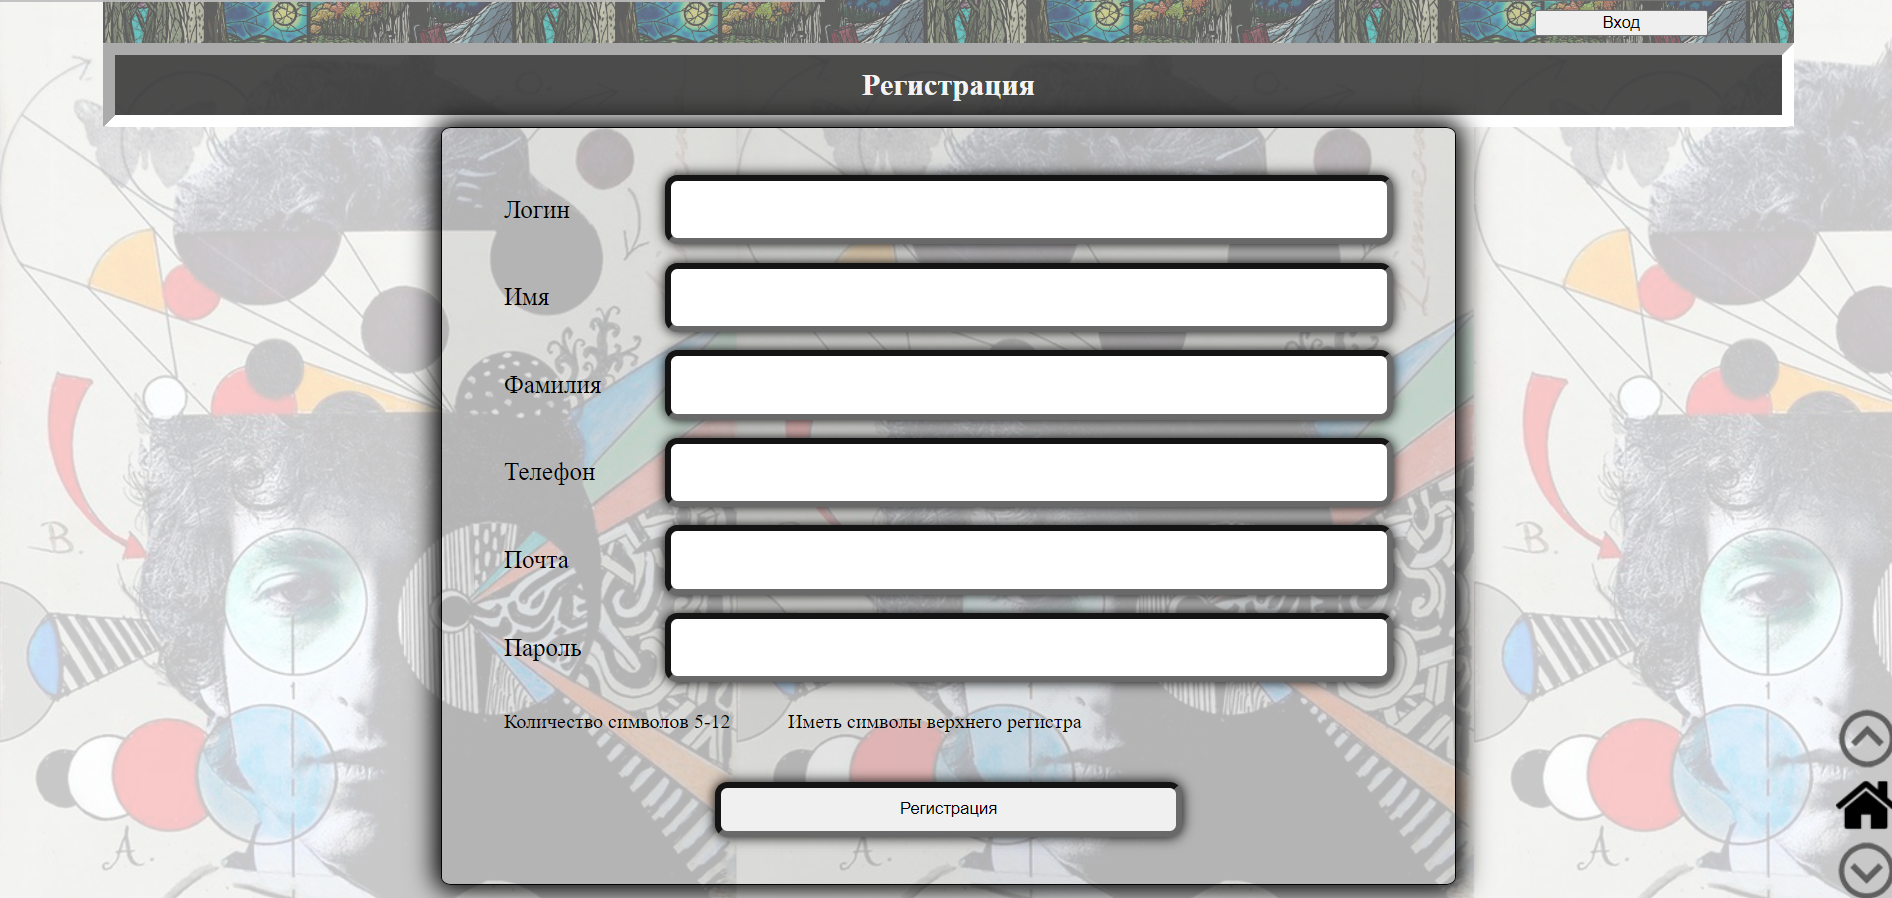 Вход
Регистрация
Логин
Имя
Фамилия
Телефон
Почта
Пароль
Количество символов 5-12
Иметь символы верхнего регистра
Регистрация
B.
B.
A.
A.
A.